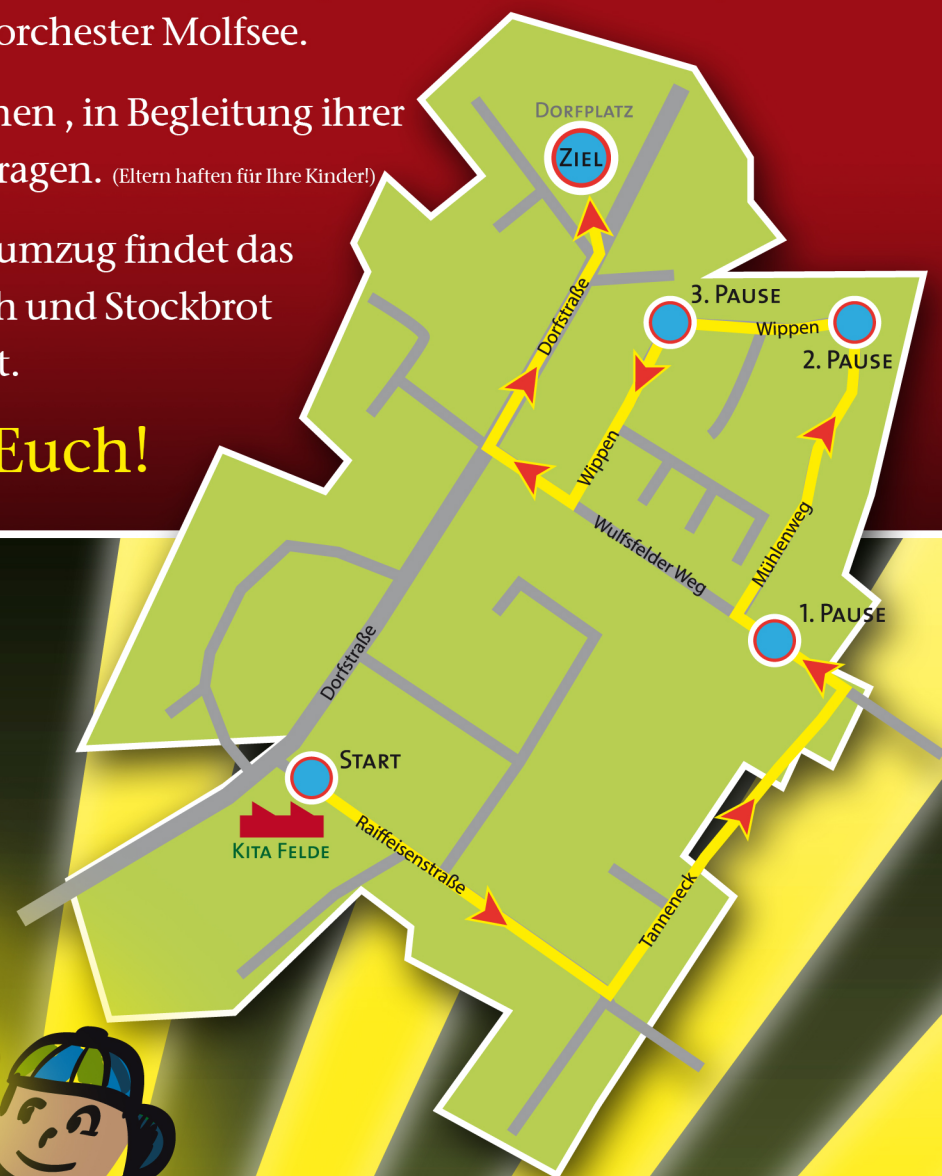 orchester Molfsee.
nen , in Begleitung ihrer
ragen. (Eltern haften für Ihre Kinder!)
umzug findet das
h und Stockbrot
t.
Euch!
DORFPLATZ
ZIEL
Dorfstraße
3. PAUSE
Wippen
2. PAUSE
Wippen
Wulfsfelder Weg
Mühlenweg
1. PAUSE
Dorfstraße
START
KITA FELDE
Raiffeisenstraße
Tanneneck